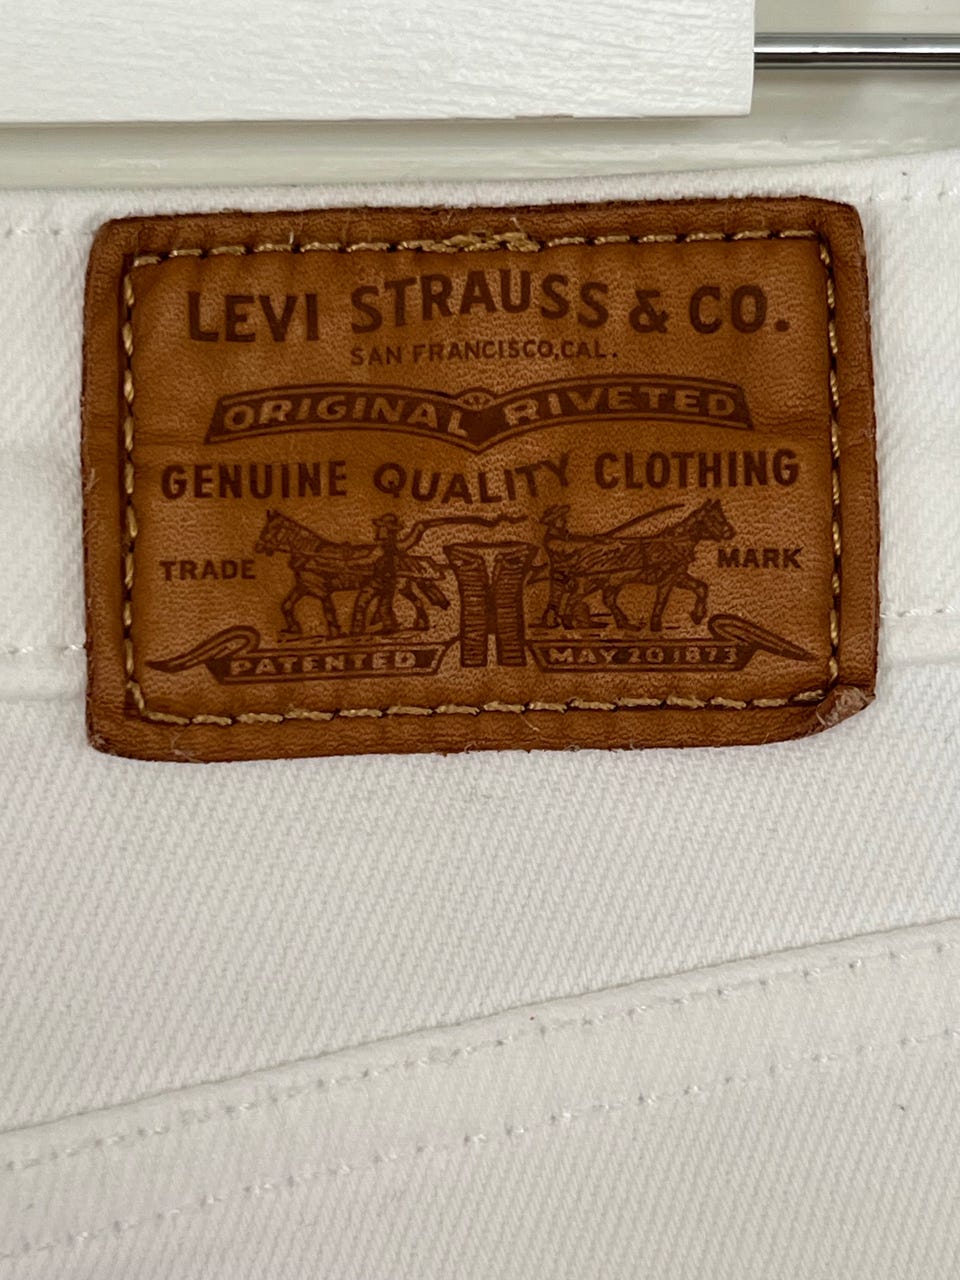 LEVI STRAUSS & CO.
SAN FRANCISCO, CAL.
ORIGINAL RIVETED
GENUINE QUALITY CLOTHING
TRADE MARK
PATENTED MAY 20 1873